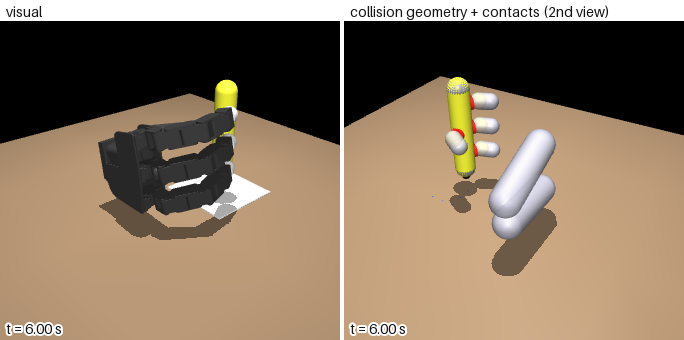 visual
collision geometry + contacts (2nd view)
t = 6.00 s
t = 6.00 s